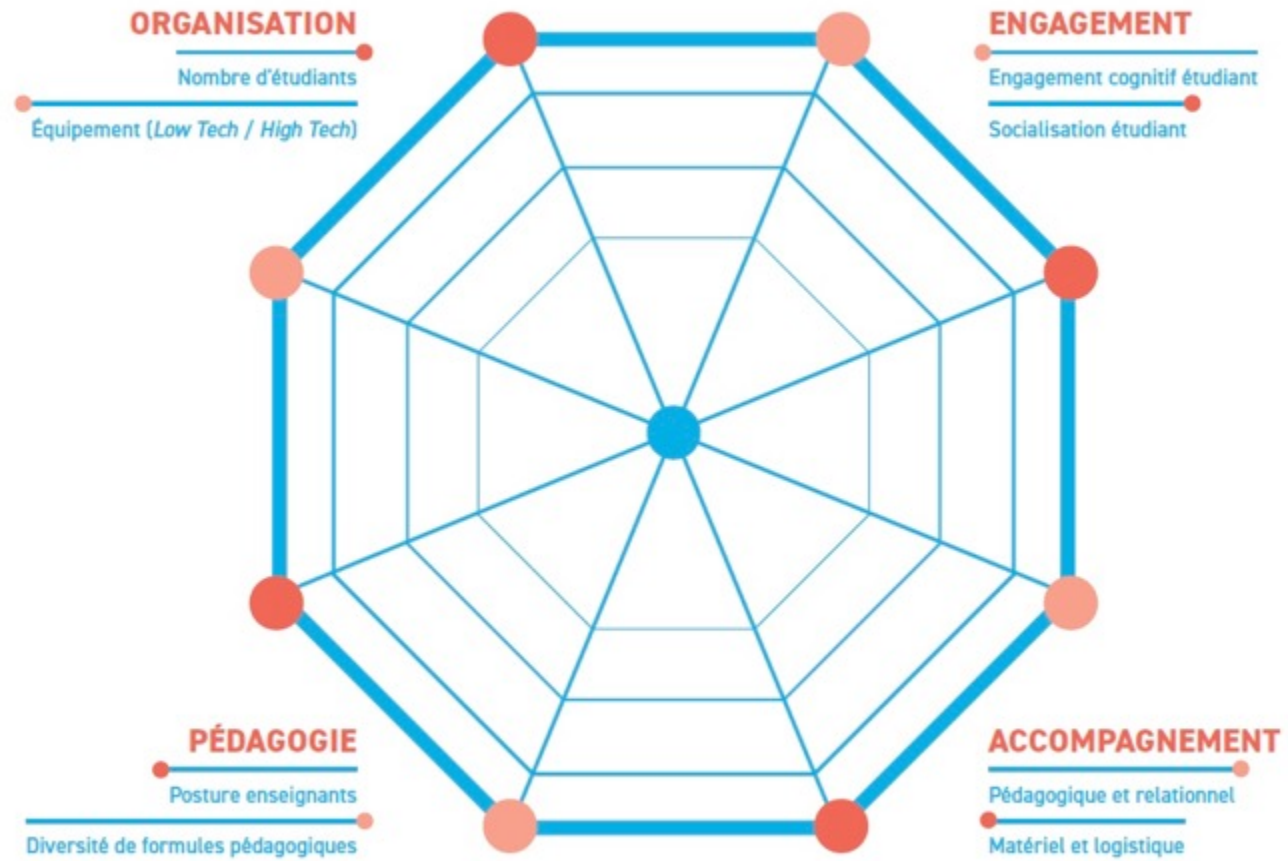 ORGANISATION
Nombre d'étudiants
Équipement (Low Tech / High Tech)
ENGAGEMENT
Engagement cognitif étudiant
Socialisation étudiant
PÉDAGOGIE
Posture enseignants
Diversité de formules pédagogiques
ACCOMPAGNEMENT
Pédagogique et relationnel
Matériel et logistique